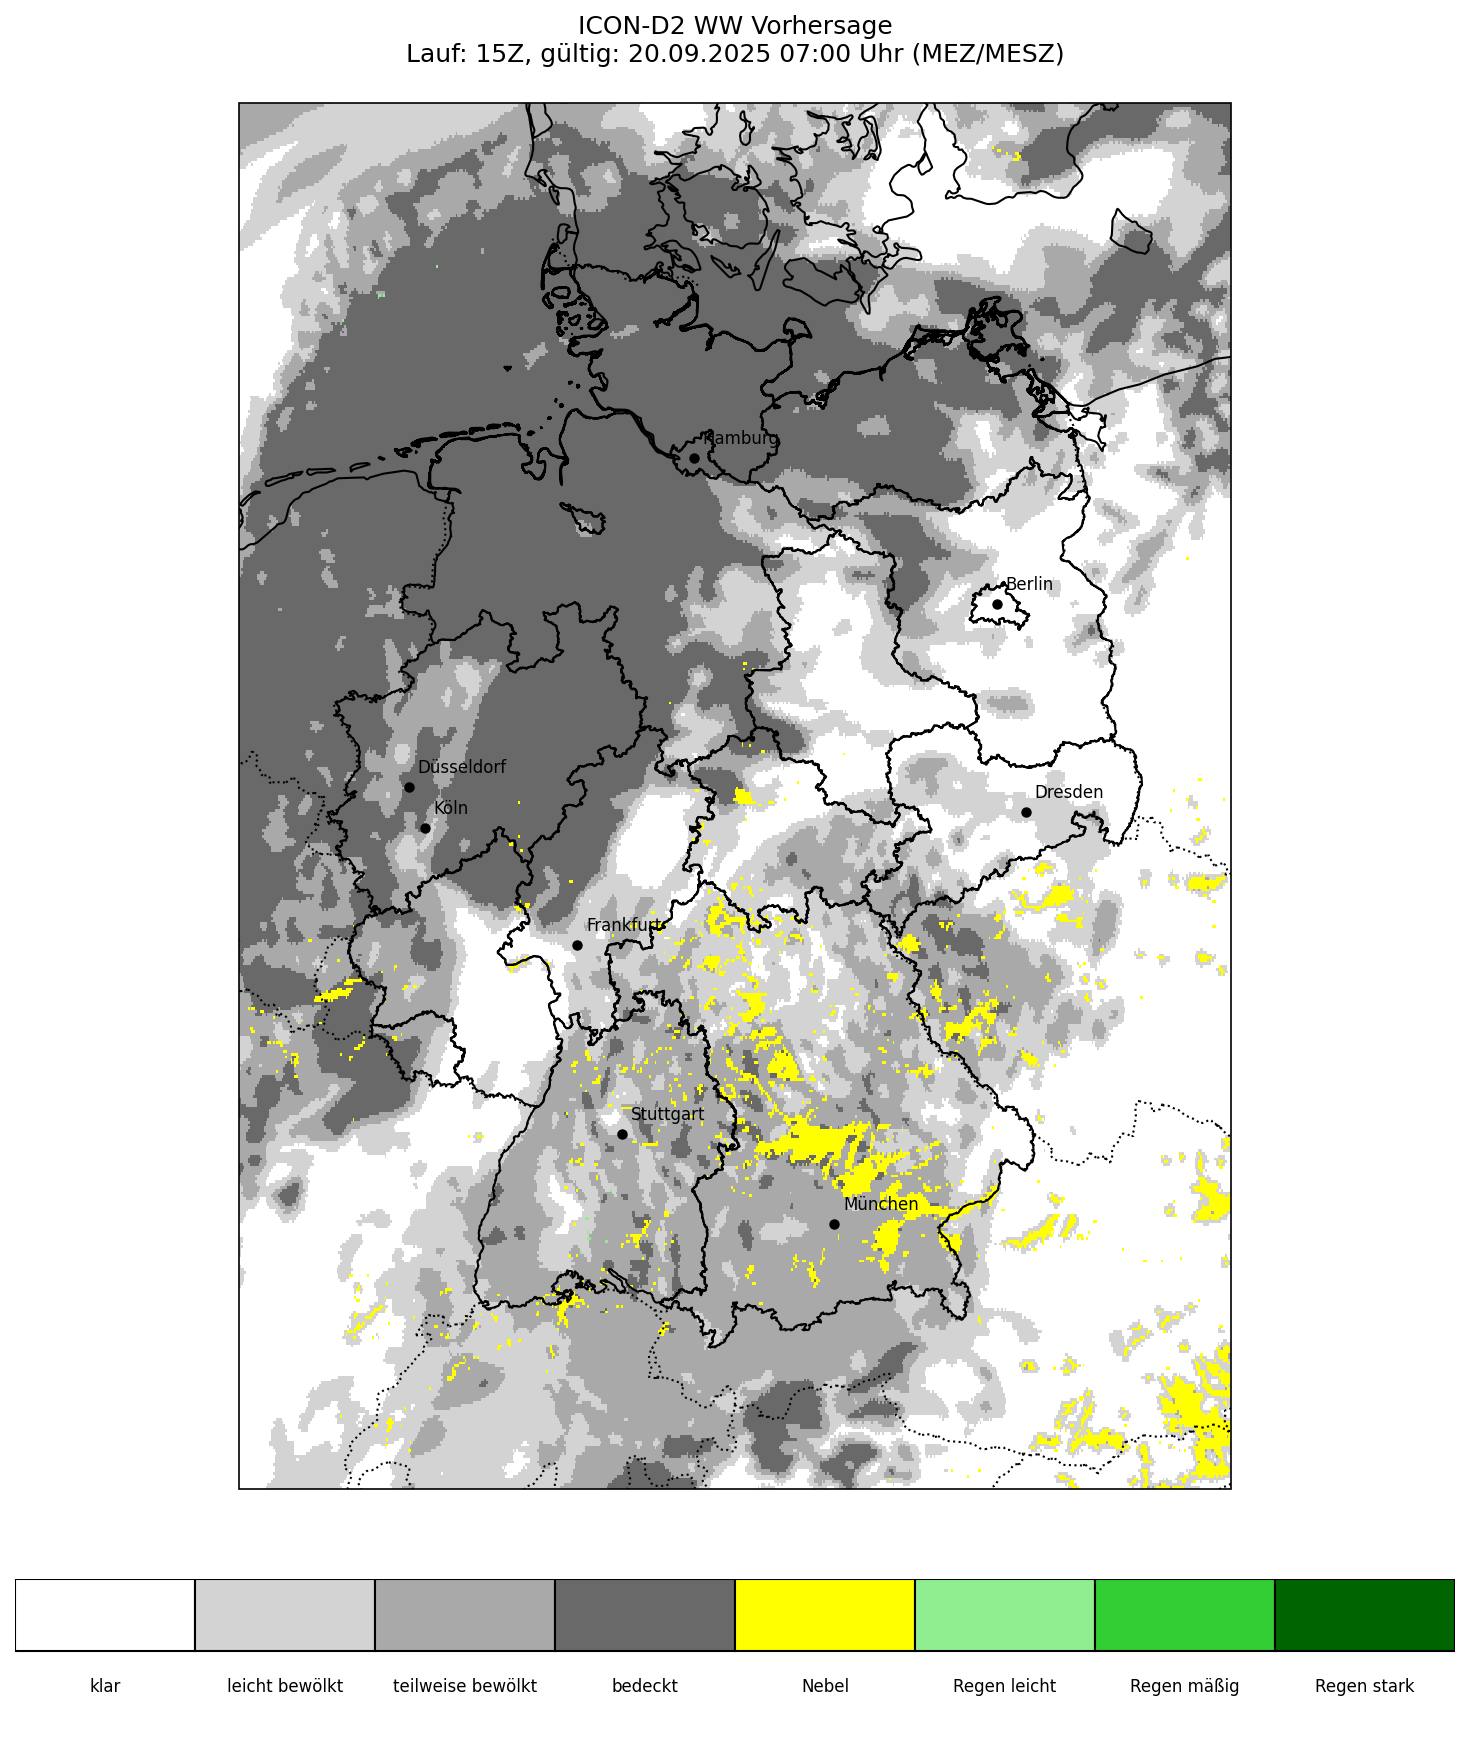 ICON-D2 WW Vorhersage
Lauf: 15Z, gültig: 20.09.2025 07:00 Uhr (MEZ/MESZ)
Hamburg
Berlin
Düsseldorf
Köln
Dresden
Frankfurt
Stuttgart
München
klar
leicht bewölkt
teilweise bewölkt
bedeckt
Nebel
Regen leicht
Regen mäßig
Regen stark